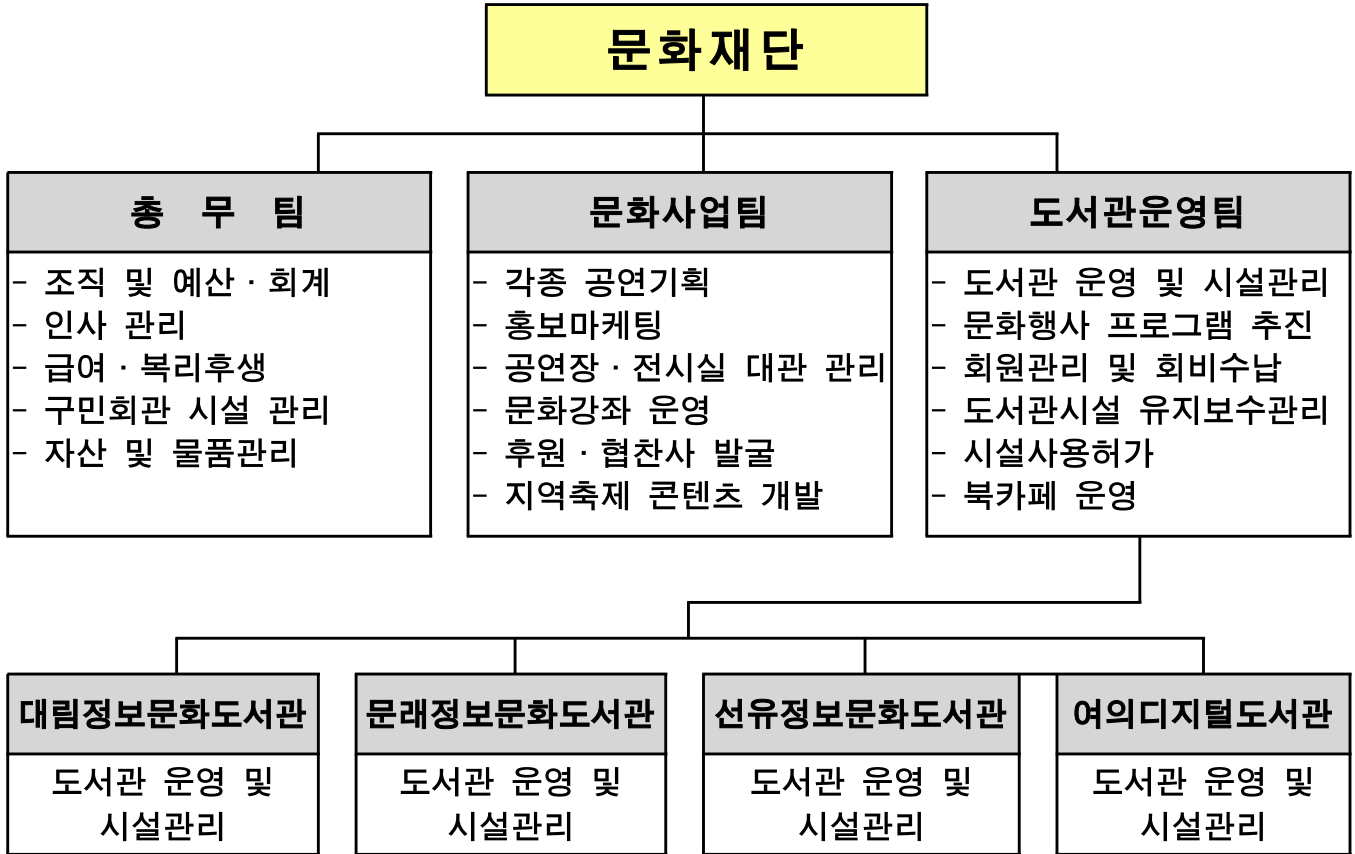 문화재단
총 무 팀
- 조직 및 예산 · 회계
- 인사 관리
- 급여 · 복리후생
- 구민회관 시설 관리
- 자산 및 물품관리
문화사업팀
- 각종 공연기획
- 홍보마케팅
- 공연장 · 전시실 대관 관리
- 문화강좌 운영
- 후원 · 협찬사 발굴
- 지역축제 콘텐츠 개발
도서관운영팀
- 도서관 운영 및 시설관리
- 문화행사 프로그램 추진
- 회원관리 및 회비수납
- 도서관시설 유지보수관리
- 시설사용허가
- 북카페 운영
대림정보문화도서관
도서관 운영 및
시설관리
문래정보문화도서관
도서관 운영 및
시설관리
선유정보문화도서관
도서관 운영 및
시설관리
여의디지털도서관
도서관 운영 및
시설관리